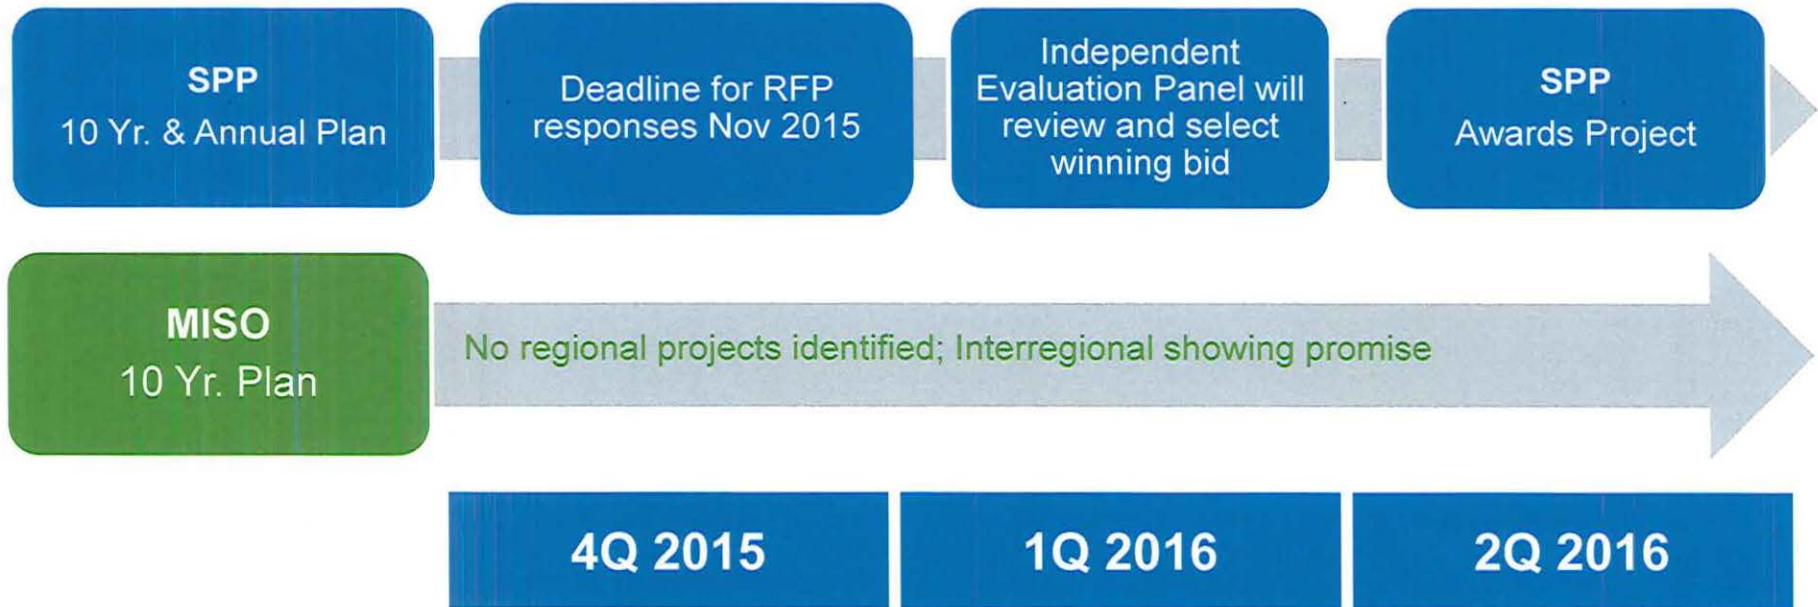 SPP
10 Yr. & Annual Plan
Deadline for RFP
responses Nov 2015
Independent
Evaluation Panel will
review and select
winning bid
SPP
Awards Project
MISO
10 Yr. Plan
No regional projects identified; Interregional showing promise
4Q 2015
1Q 2016
2Q 2016